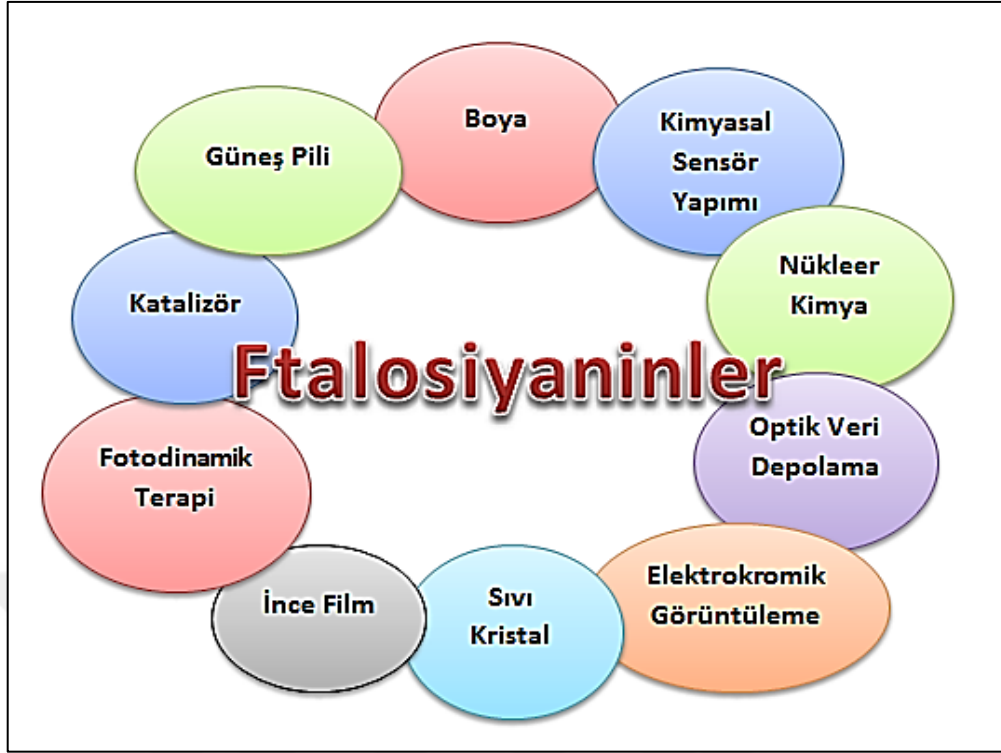 Boya
Kimyasal
Sensör
Yapımı
Güneş Pili
Nükleer
Kimya
Katalizör
Ftalosiyaninler
Optik Veri
Depolama
Fotodinamik
Terapi
Elektrokromik
Görüntüleme
Sıvı
Kristal
İnce Film